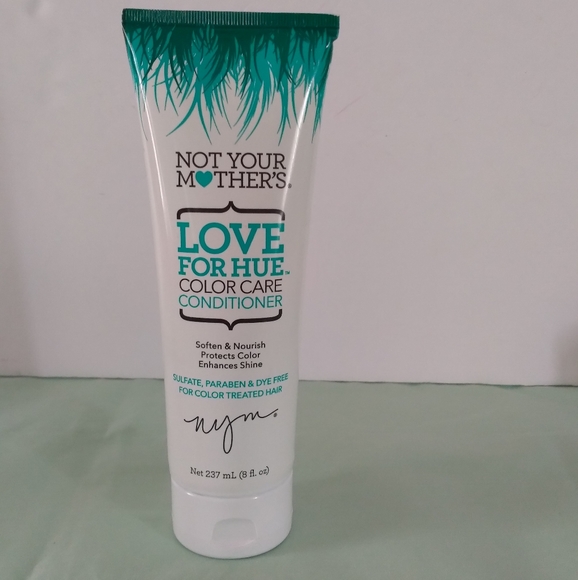 NOT YOUR
MOTHER'S®
LOVE
FOR HUE™
COLOR CARE
CONDITIONER
Soften & Nourish
Protects Color
Enhances Shine
SULFATE, PARABEN & DYE FREE
FOR COLOR TREATED HAIR
nym®
Net 237 mL (8 fl. oz)